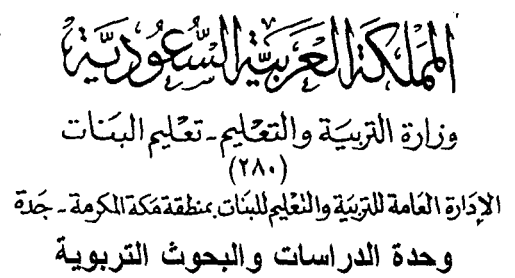 المملكة العربية السعودية
وزارة التربية والتعليم - تعليم البنات
(٢٨٠)
الإدارة العامة للتربية والتعليم للبنات بمنطقة مكة المكرمة - جدة
وحدة الدراسات والبحوث التربوية